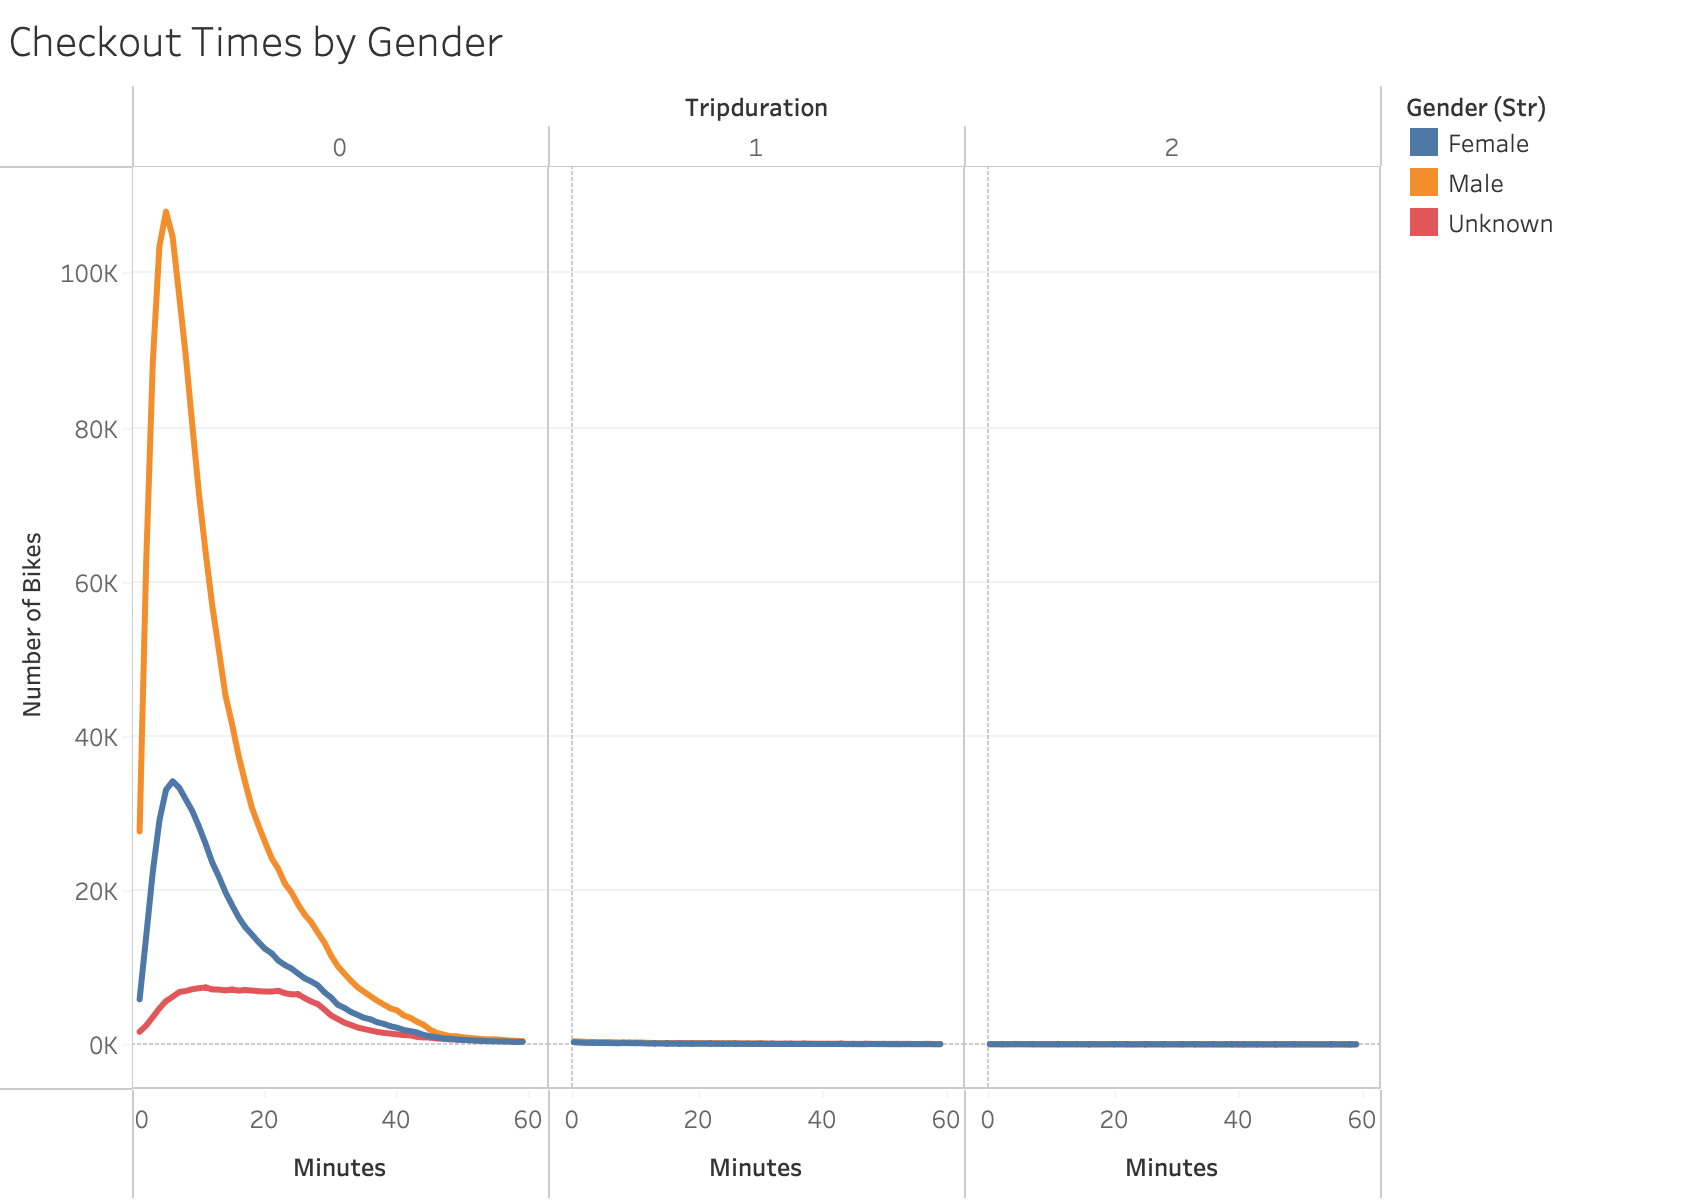 Checkout Times by Gender
Tripduration
0 1 2
Gender (Str)
Female
Male
Unknown
Number of Bikes
100K
80K
60K
40K
20K
0K
0 20 40 60 0 20 40 60 0 20 40 60
Minutes Minutes Minutes